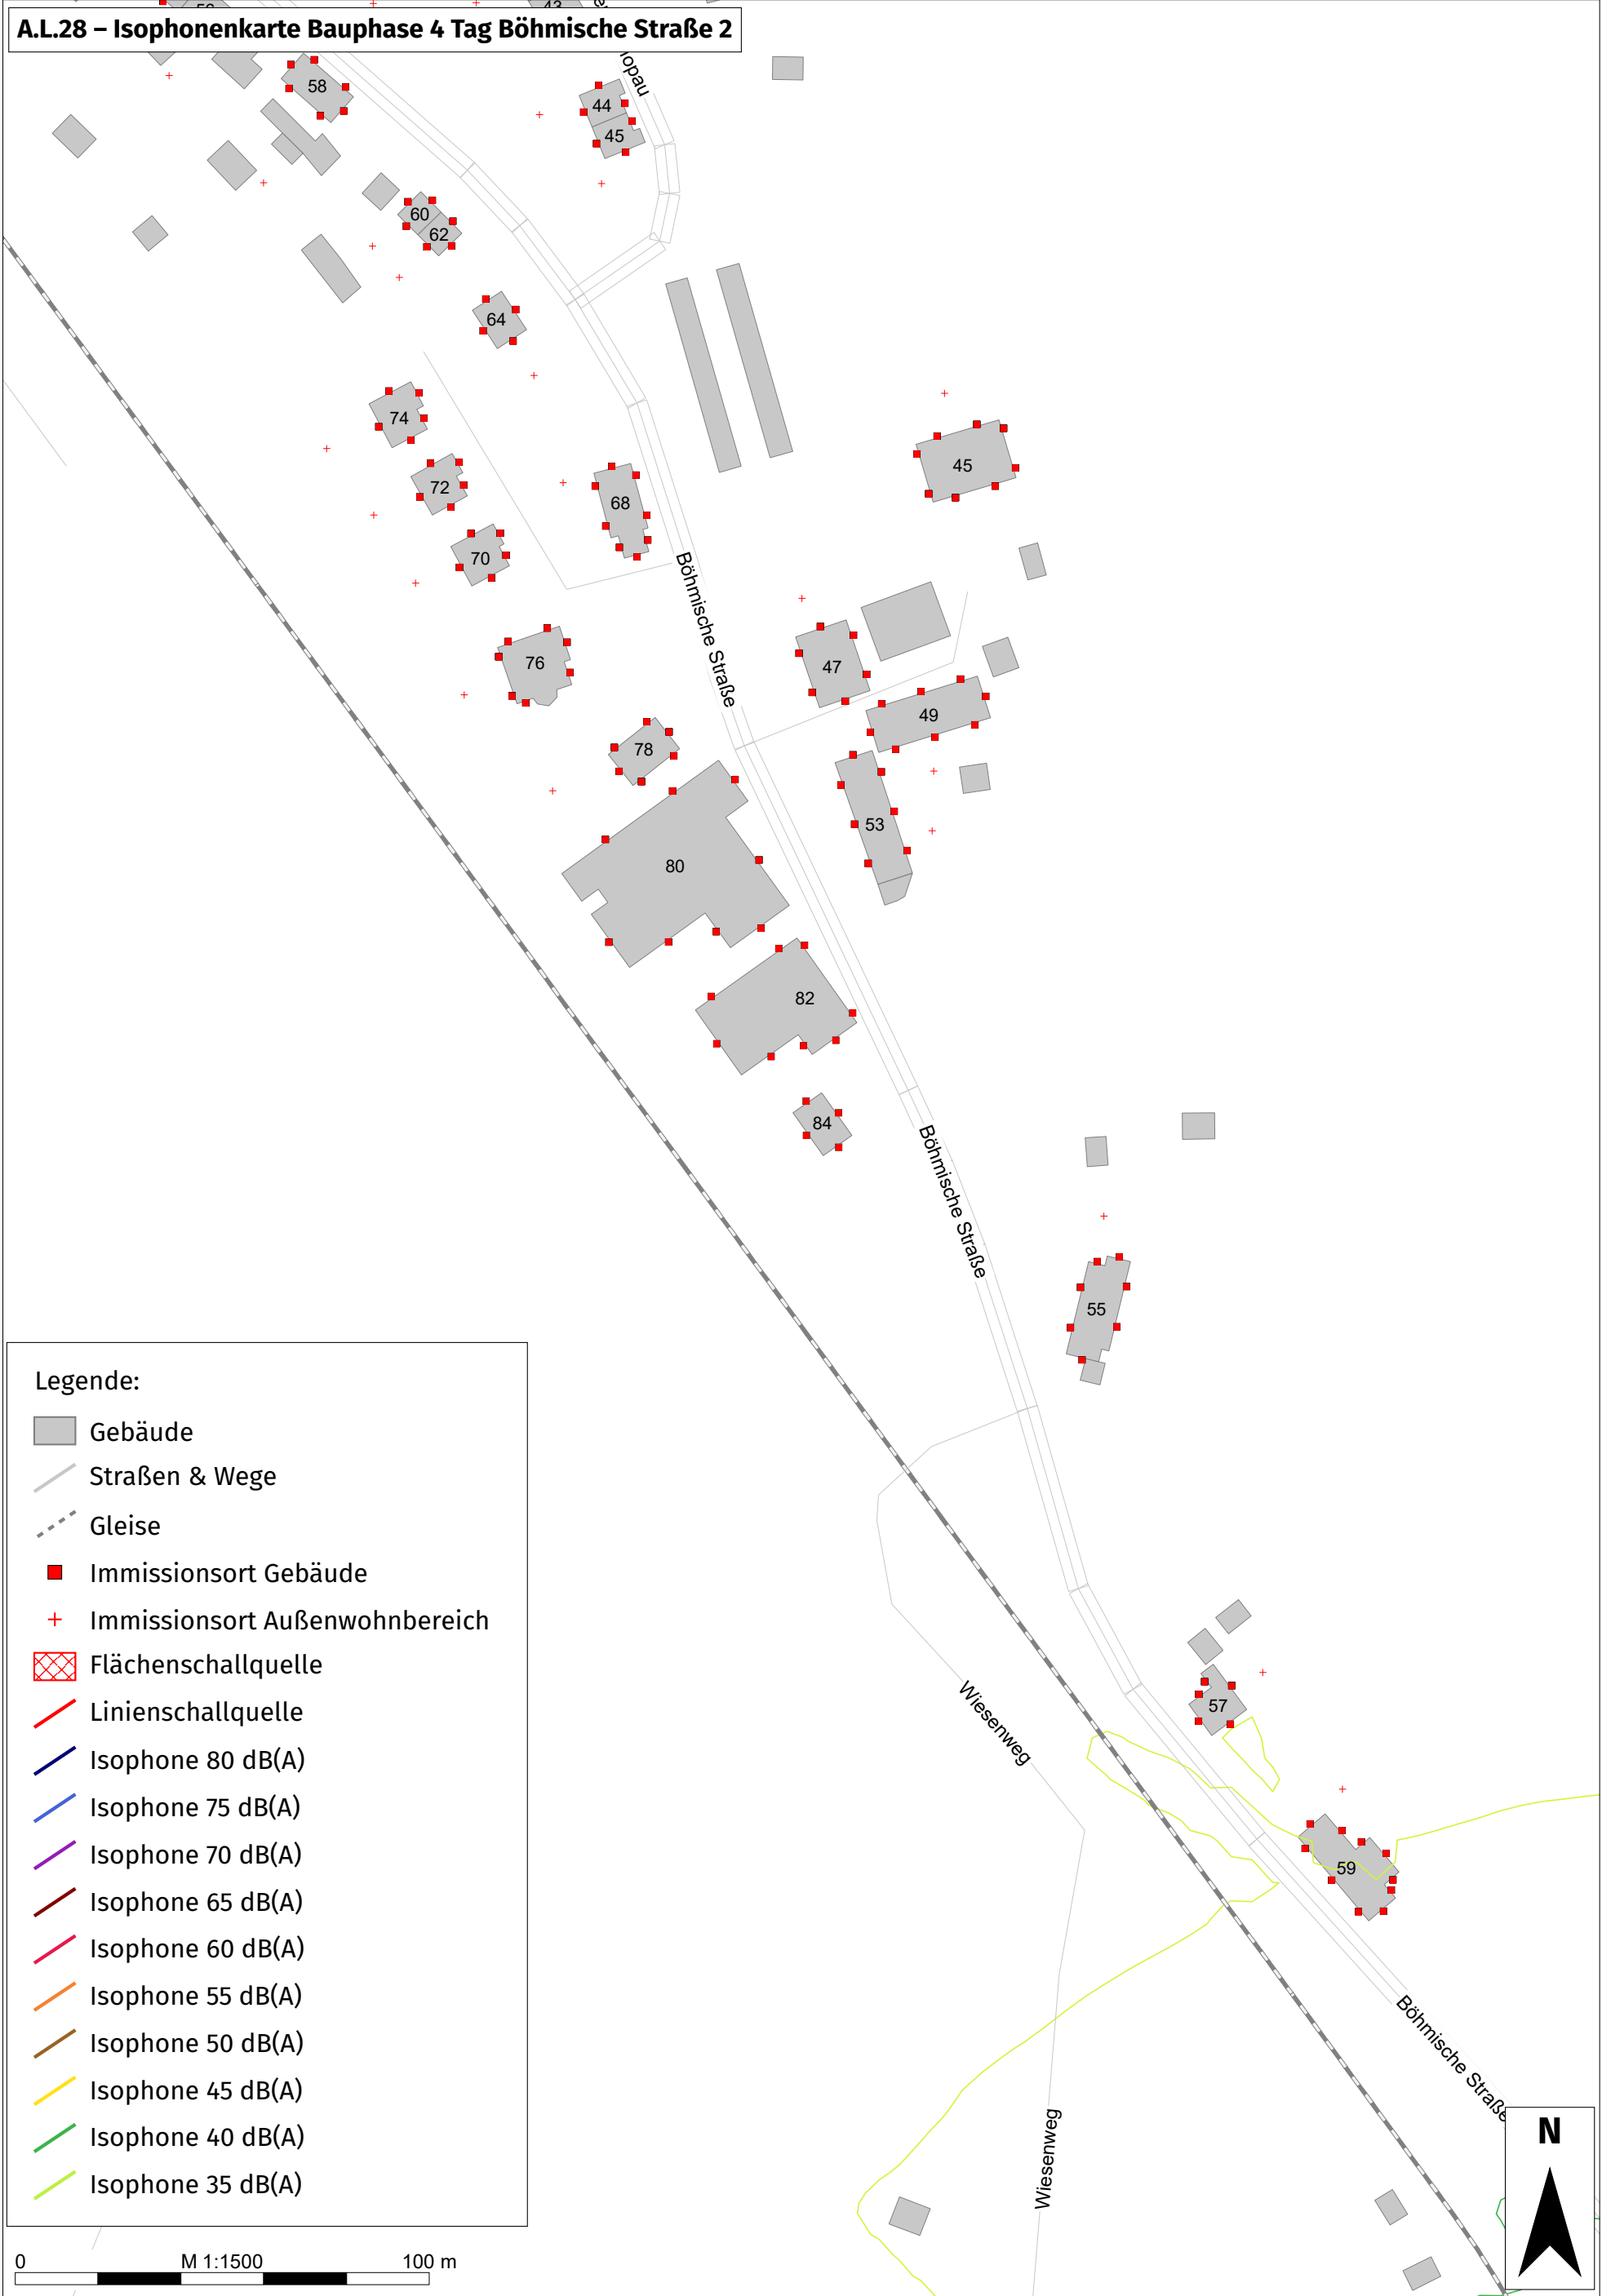 A.L.28 – Isophonenkarte Bauphase 4 Tag Böhmische Straße 2
58
44
45
60
62
64
74
72
70
68
45
76
47
49
78
53
80
82
84
55
57
59
Böhmische Straße
Böhmische Straße
Böhmische Straße
Wiesenweg
Wiesenweg
Legende:
Gebäude
Straßen & Wege
Gleise
Immissionsort Gebäude
Immissionsort Außenwohnbereich
Flächenschallquelle
Linienschallquelle
Isophone 80 dB(A)
Isophone 75 dB(A)
Isophone 70 dB(A)
Isophone 65 dB(A)
Isophone 60 dB(A)
Isophone 55 dB(A)
Isophone 50 dB(A)
Isophone 45 dB(A)
Isophone 40 dB(A)
Isophone 35 dB(A)
0 M 1:1500 100 m
N